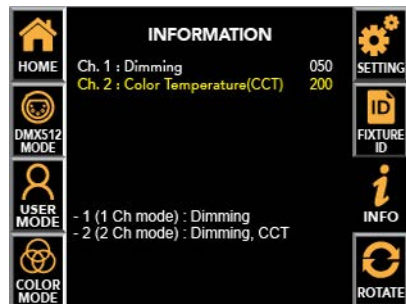 INFORMATION
HOME
Ch. 1 : Dimming 050
SETTING
Ch. 2 : Color Temperature(CCT) 200
DMX512
MODE
ID
FIXTURE
ID
USER
MODE
- 1 (1 Ch mode) : Dimming
- 2 (2 Ch mode) : Dimming, CCT
i
INFO
COLOR
MODE
ROTATE